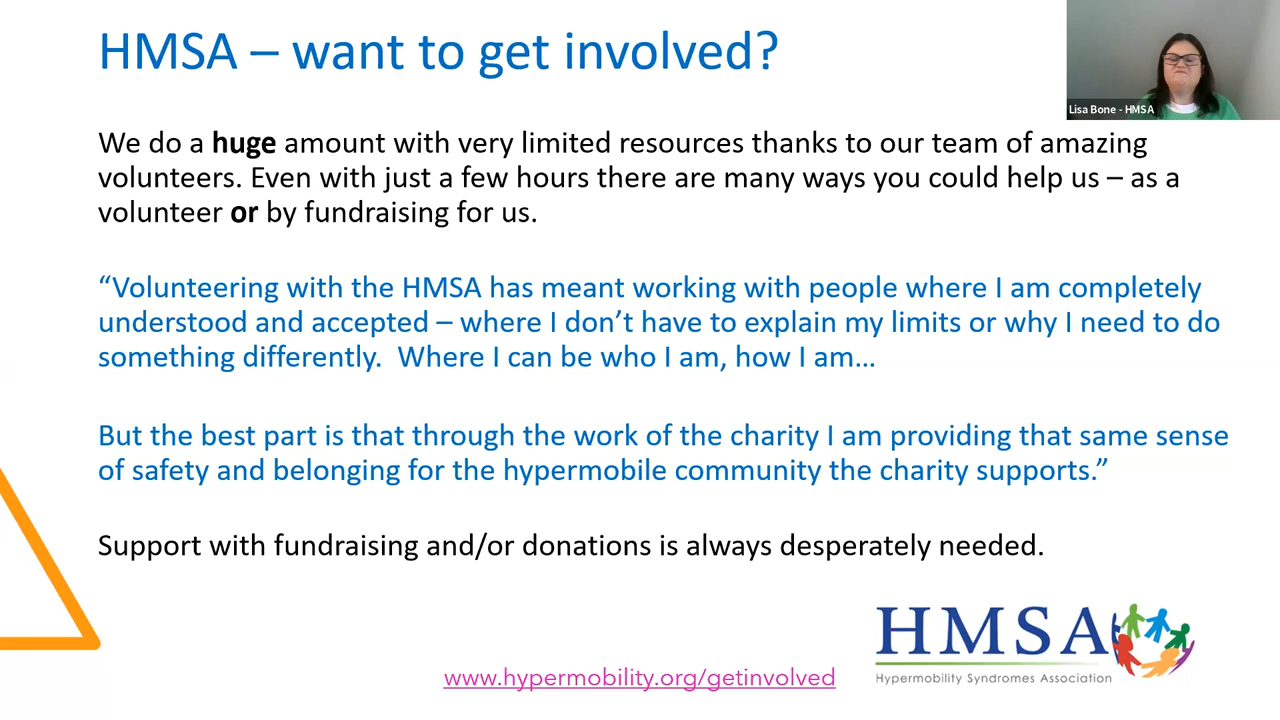 HMSA – want to get involved?
Lisa Bone - HMSA
We do a huge amount with very limited resources thanks to our team of amazing
volunteers. Even with just a few hours there are many ways you could help us – as a
volunteer or by fundraising for us.
“Volunteering with the HMSA has meant working with people where I am completely
understood and accepted – where I don’t have to explain my limits or why I need to do
something differently.  Where I can be who I am, how I am…
But the best part is that through the work of the charity I am providing that same sense
of safety and belonging for the hypermobile community the charity supports.”
Support with fundraising and/or donations is always desperately needed.
HMSA
Hypermobility Syndromes Association
www.hypermobility.org/getinvolved